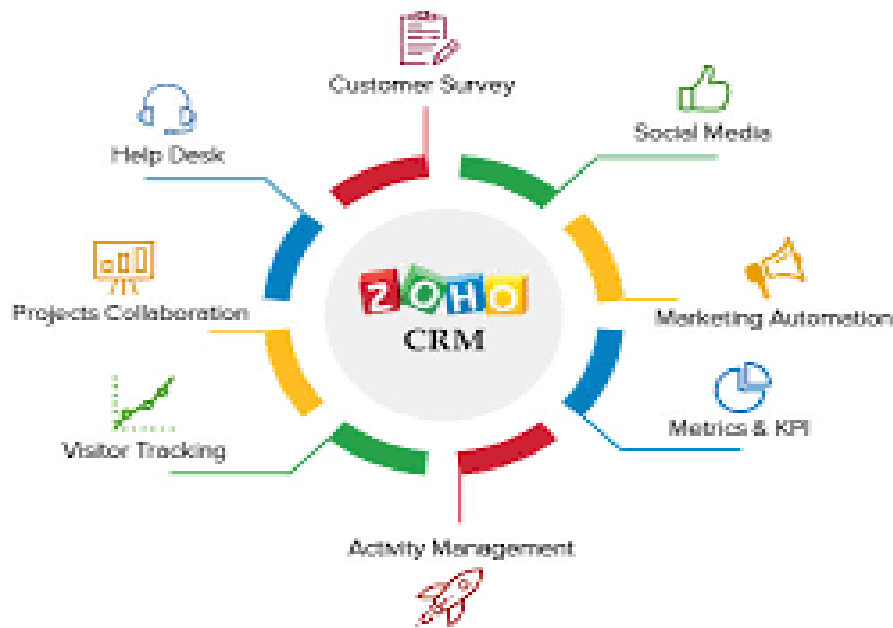 Customer Survey
Social Media
Help Desk
Projects Collaboration
ZOHO
CRM
Marketing Automation
Visitor Tracking
Metrics & KPI
Activity Management